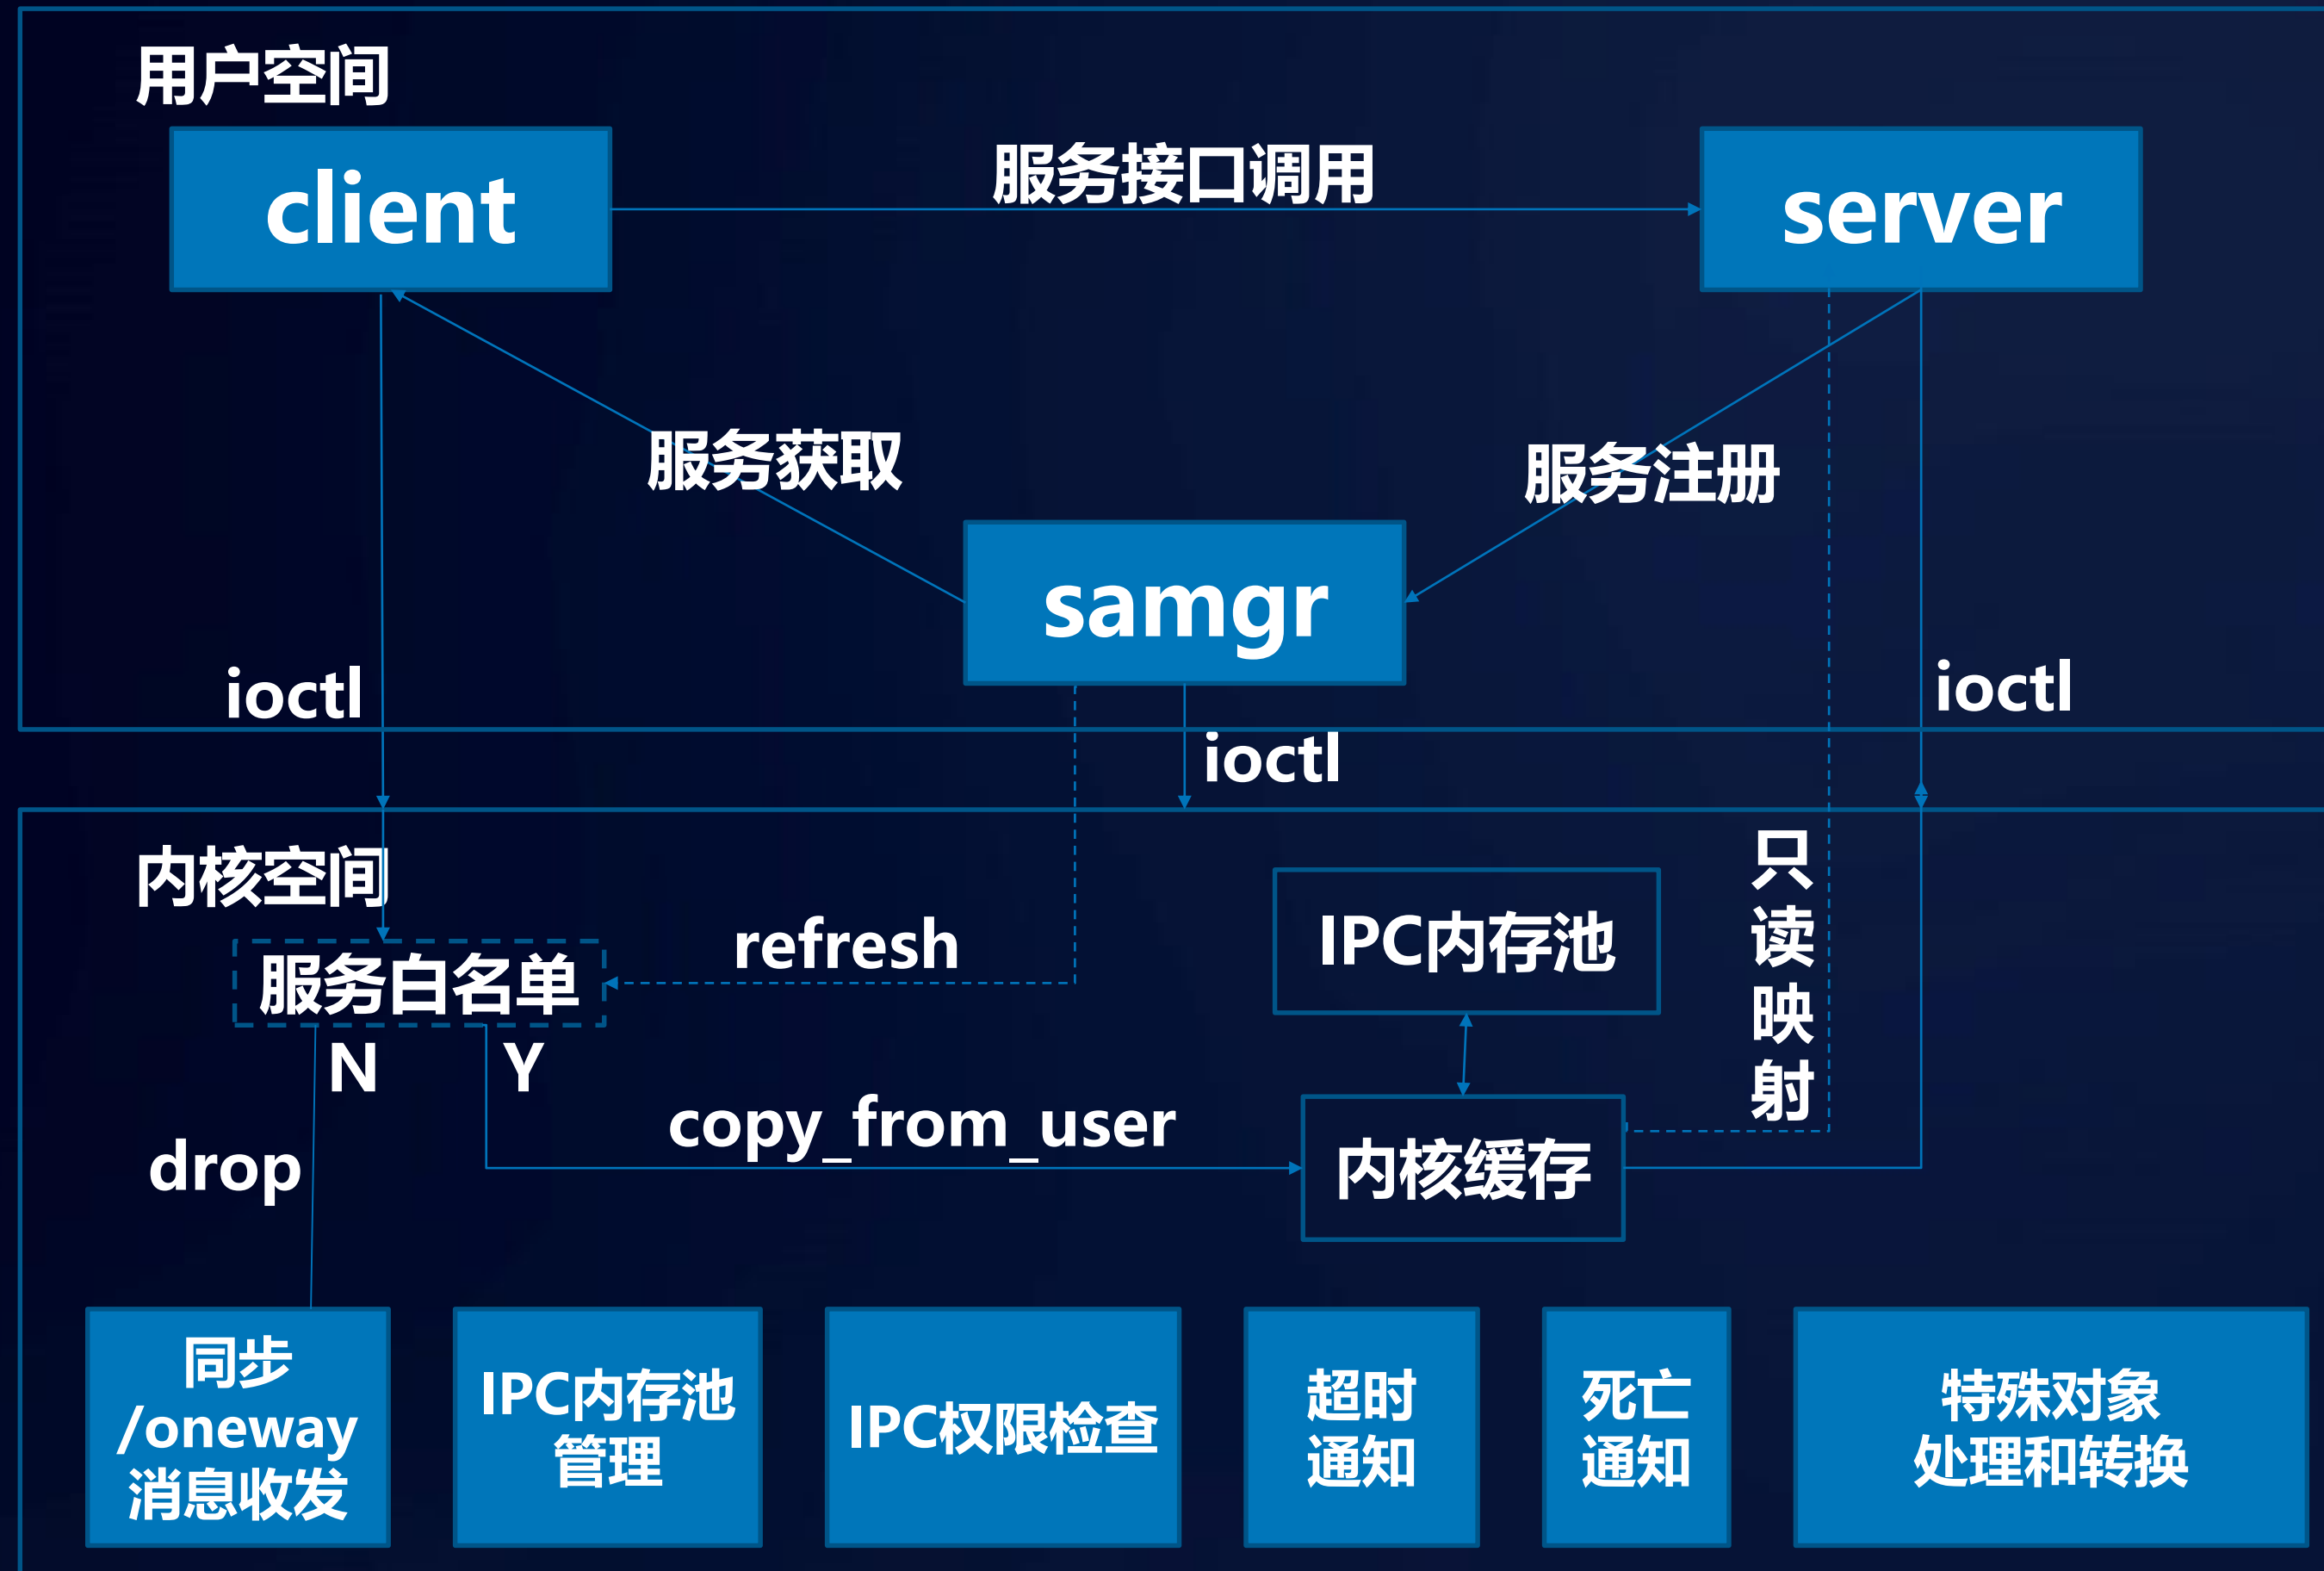 用户空间
client
服务接口调用
server
服务获取
服务注册
samgr
ioctl
ioctl
ioctl
内核空间
只
读
映
射
IPC内存池
refresh
服务白名单
N
Y
copy_from_user
drop
内核缓存
同步
/oneway
消息收发
IPC内存池
管理
IPC权限检查
超时
通知
死亡
通知
特殊对象
处理和转换